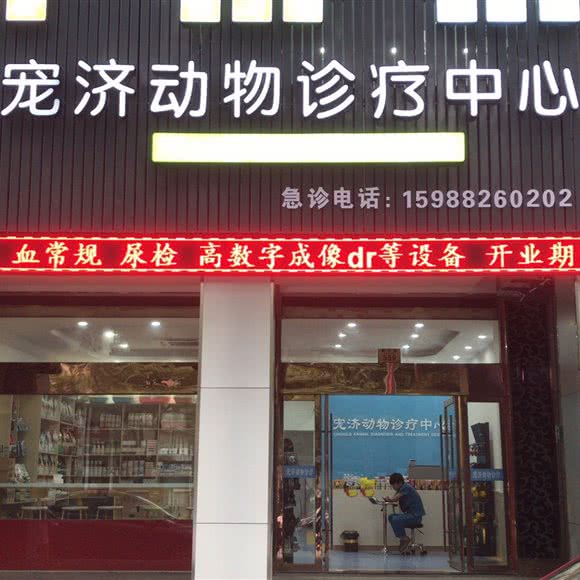 宠济动物诊疗中心
急诊电话：15988260202
血常规 尿检 高数字成像dr等设备 开业期
宠济动物诊疗中心